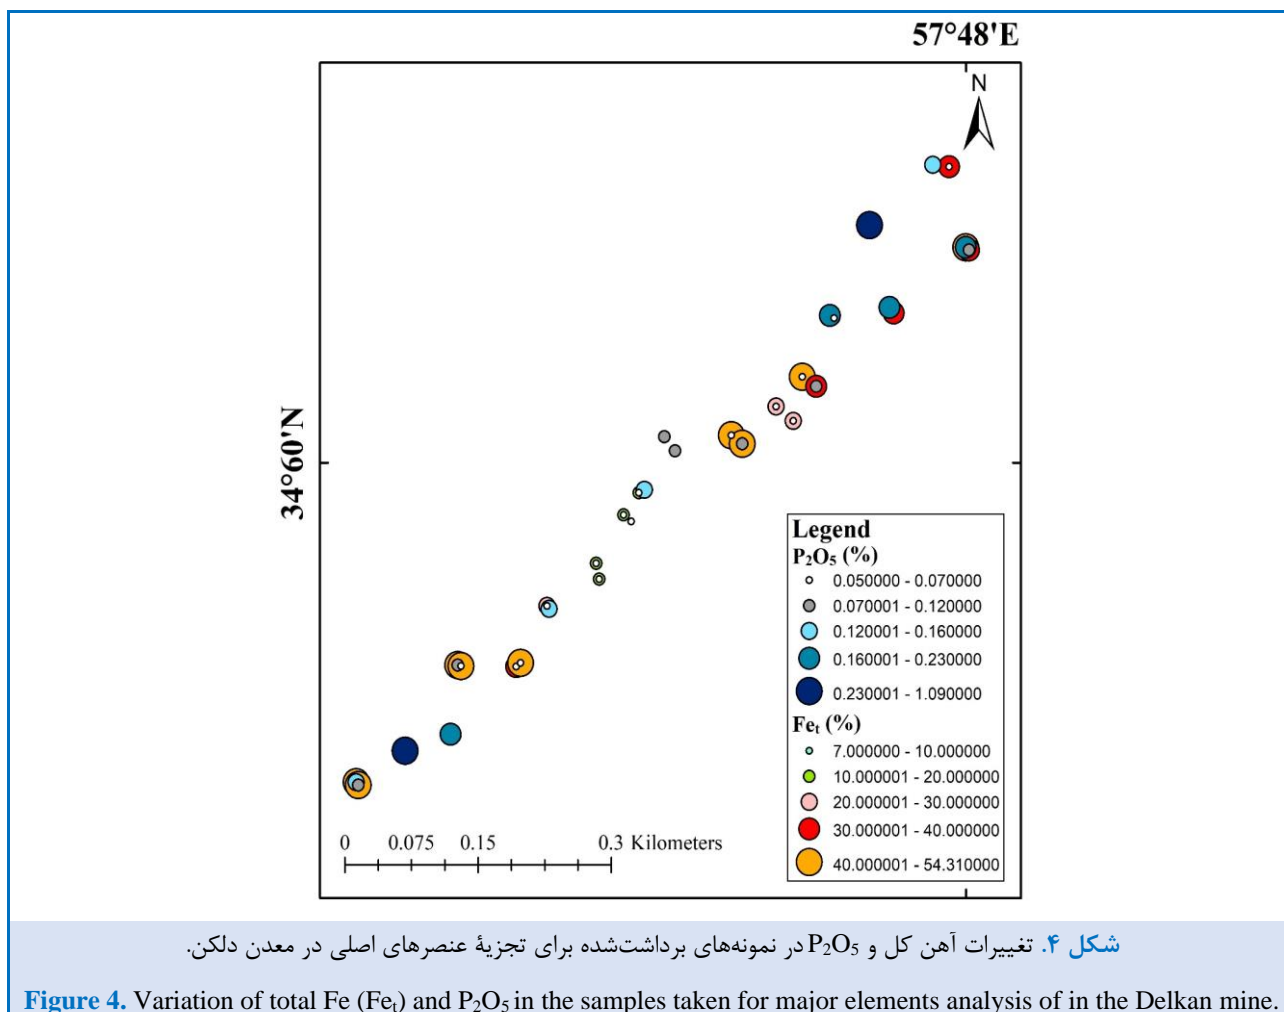 57°48'E
N
34°60'N
Legend
P₂O₅ (%)
0.050000 - 0.070000
0.070001 - 0.120000
0.120001 - 0.160000
0.160001 - 0.230000
0.230001 - 1.090000
Feₜ (%)
7.000000 - 10.000000
10.000001 - 20.000000
20.000001 - 30.000000
30.000001 - 40.000000
40.000001 - 54.310000
0 0.075 0.15 0.3 Kilometers
شکل ۴. تغییرات آهن کل و P₂O₅ در نمونه‌های برداشت‌شده برای تجزیۀ عنصرهای اصلی در معدن دلکن.
Figure 4. Variation of total Fe (Feₜ) and P₂O₅ in the samples taken for major elements analysis of in the Delkan mine.